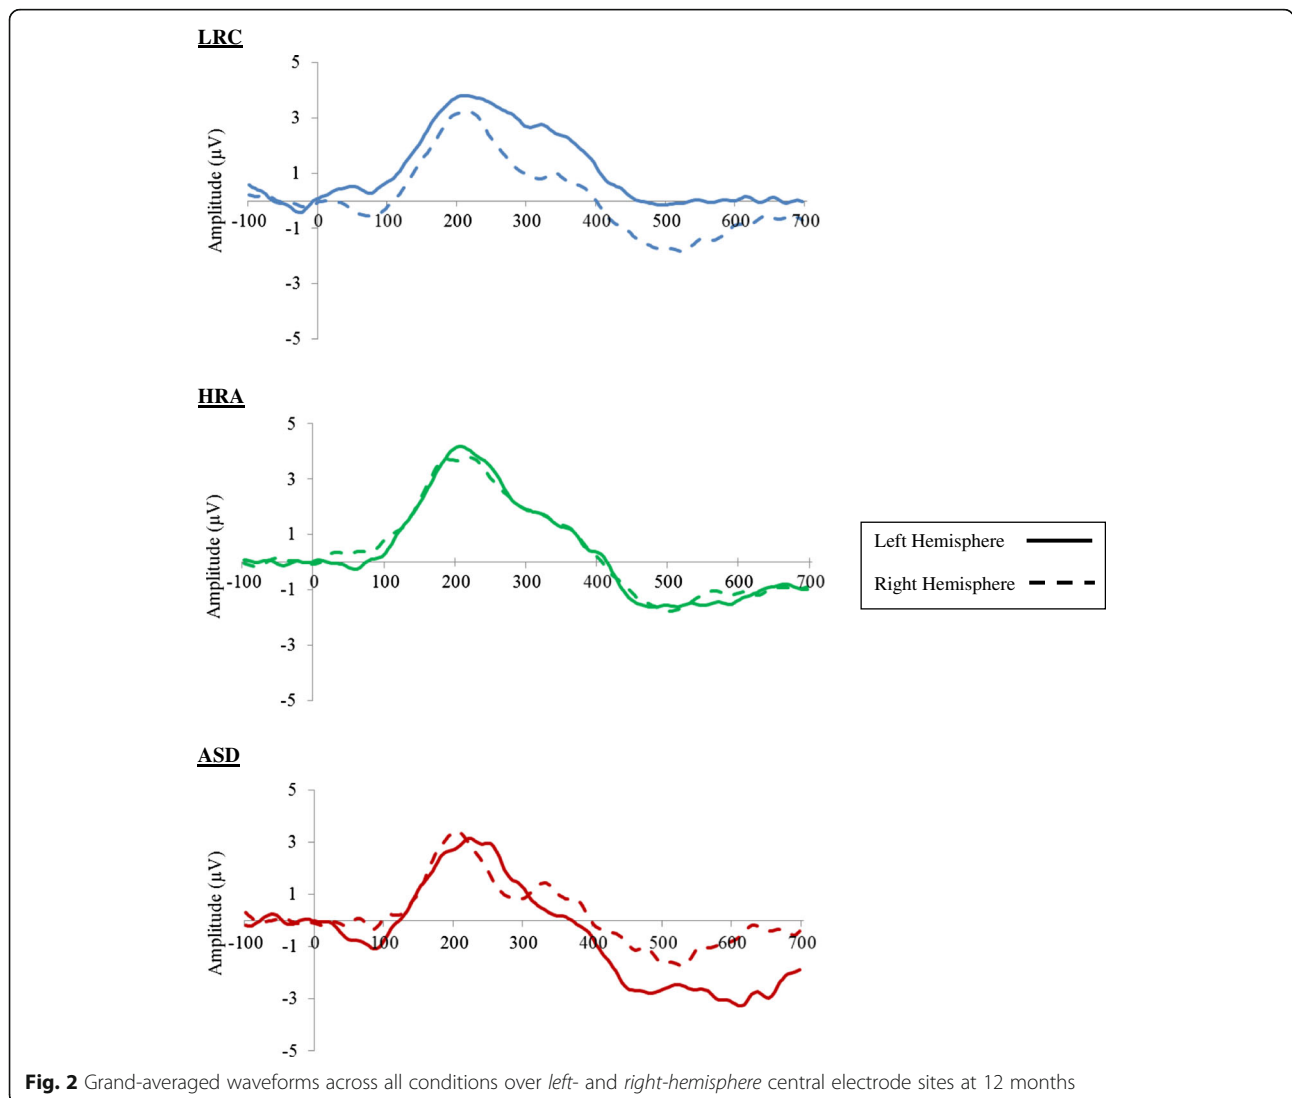 LRC
5
3
1
-1
-3
-5
Amplitude (µV)
-100 0 100 200 300 400 500 600 700
HRA
5
3
1
-1
-3
-5
Amplitude (µV)
-100 0 100 200 300 400 500 600 700
Left Hemisphere
Right Hemisphere
ASD
5
3
1
-1
-3
-5
Amplitude (µV)
-100 0 100 200 300 400 500 600 700
Fig. 2 Grand-averaged waveforms across all conditions over left- and right-hemisphere central electrode sites at 12 months